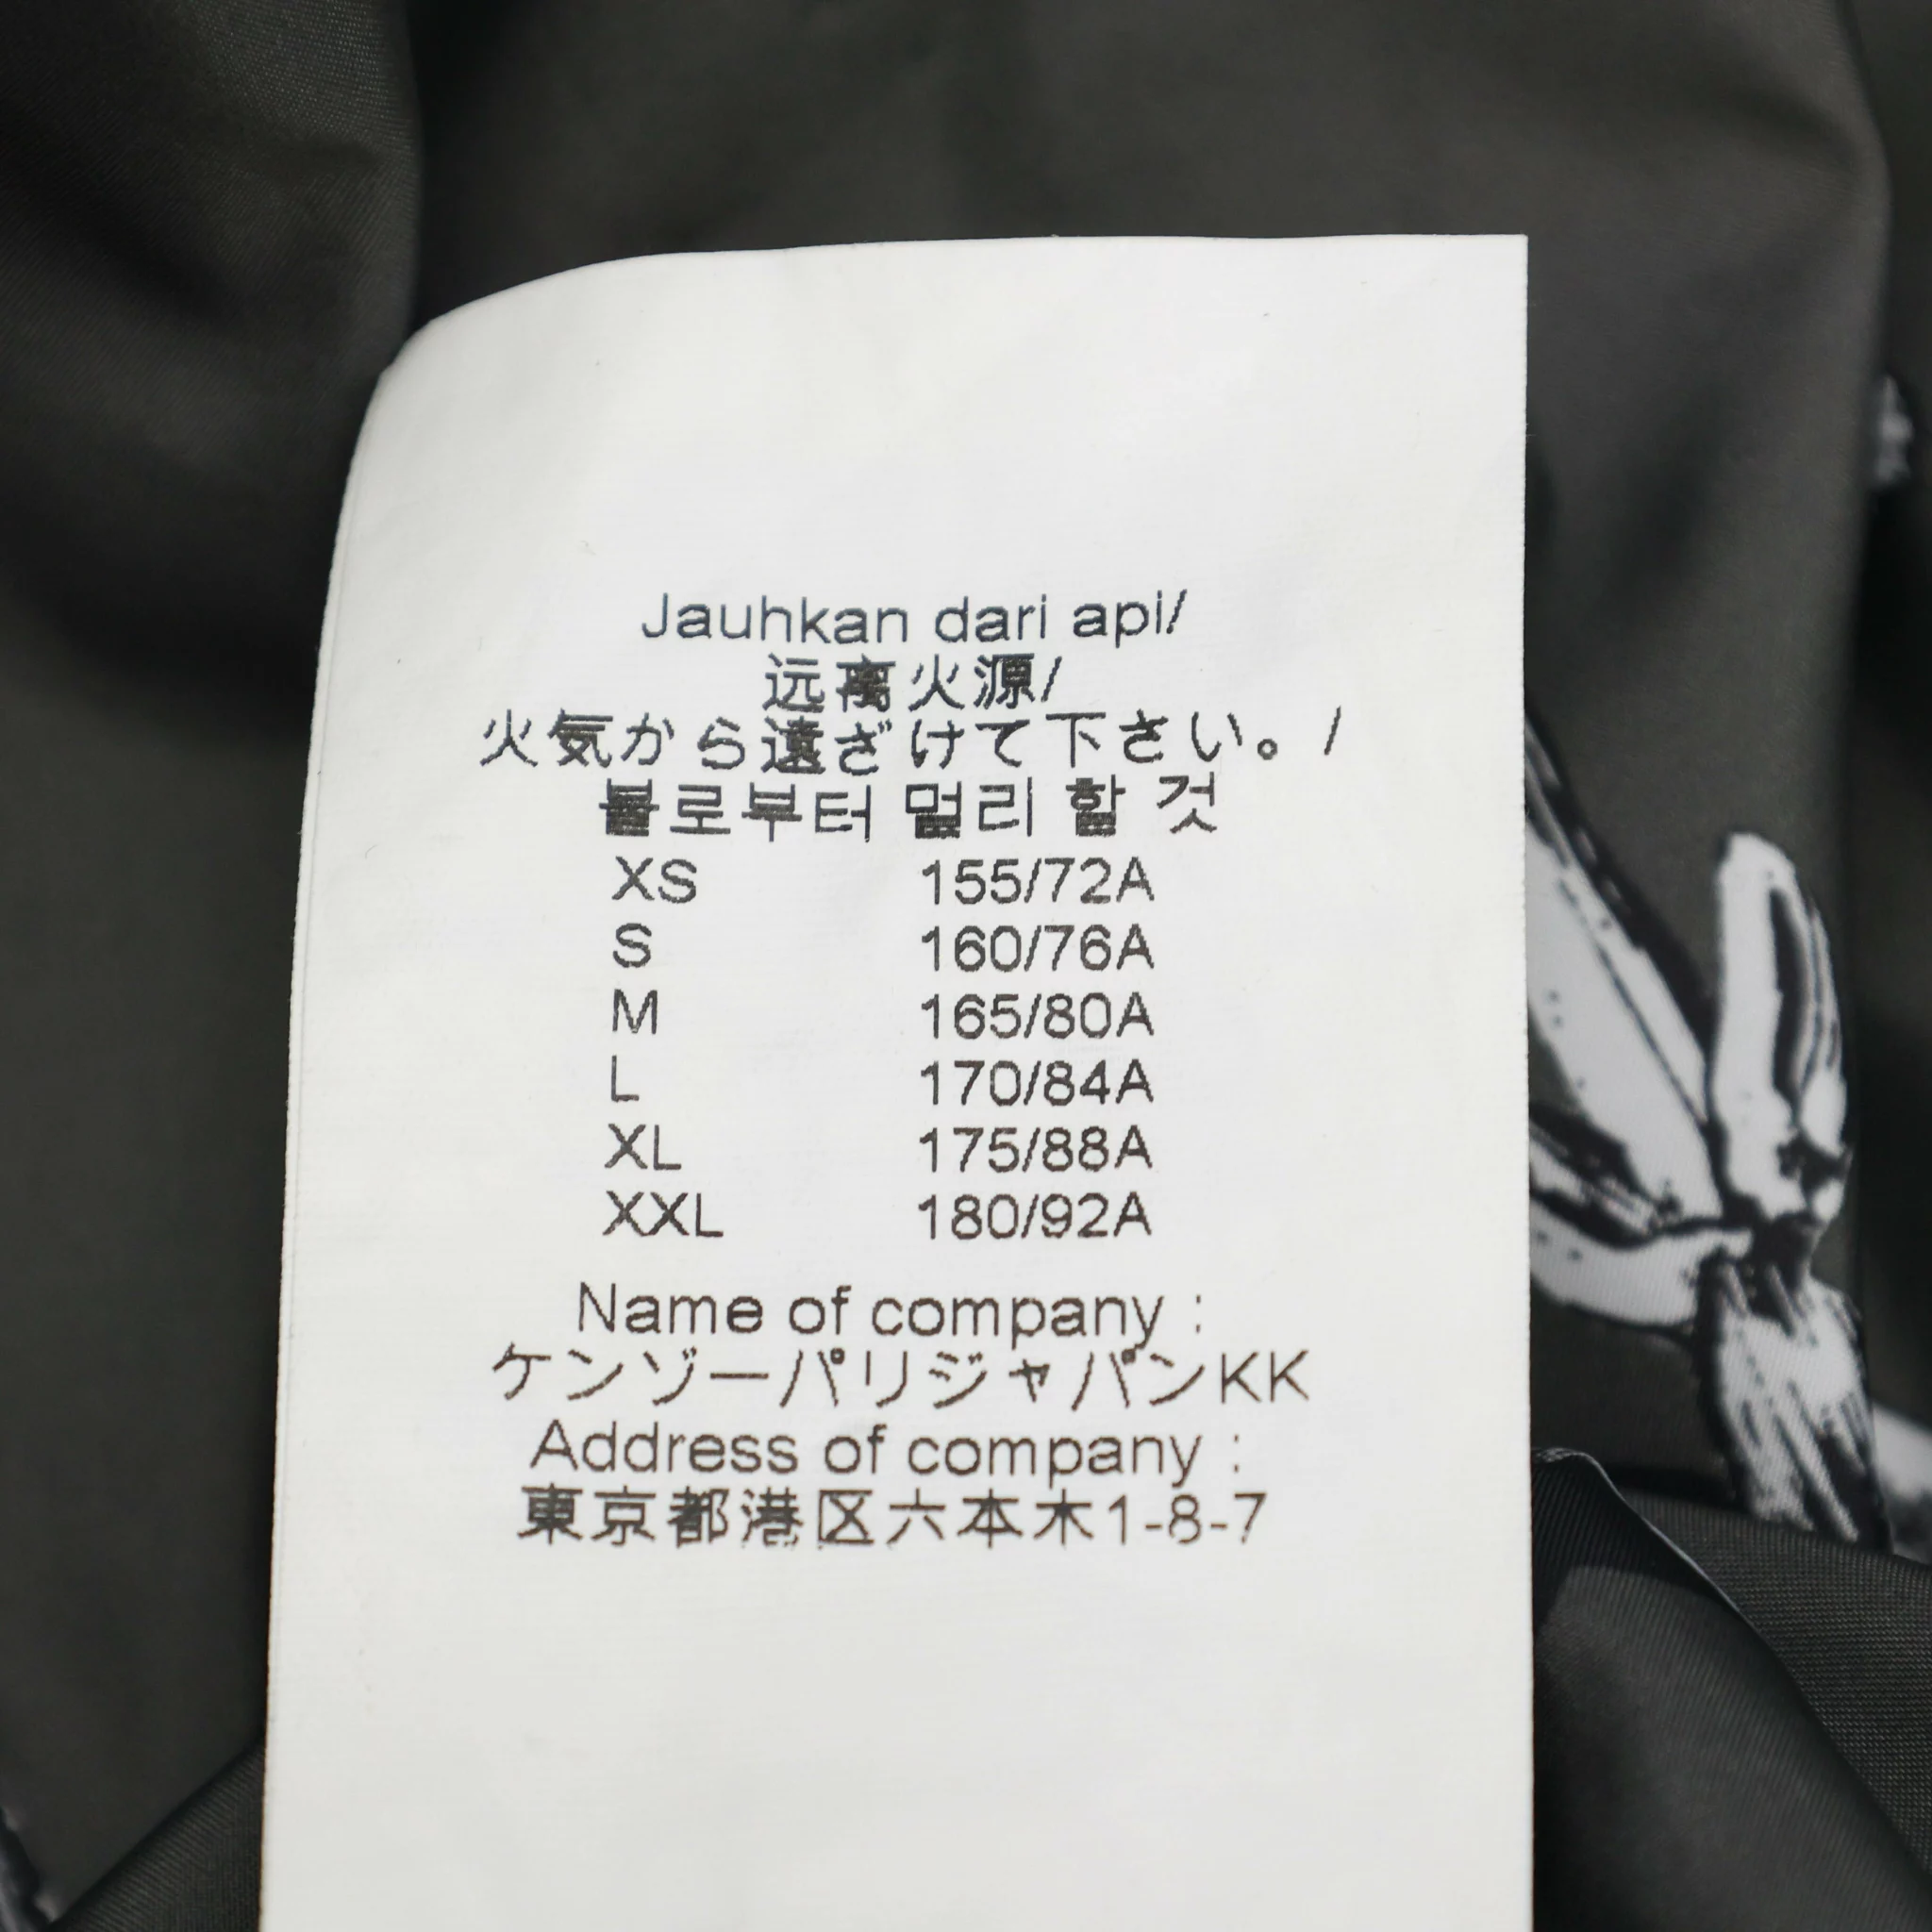 Jauhkan dari api/
远离火源/
火気から遠ざけて下さい。/
불로부터 멀리 할 것
XS 155/72A
S 160/76A
M 165/80A
L 170/84A
XL 175/88A
XXL 180/92A
Name of company :
ケンゾーパリジャパンKK
Address of company :
東京都港区六本木1-8-7